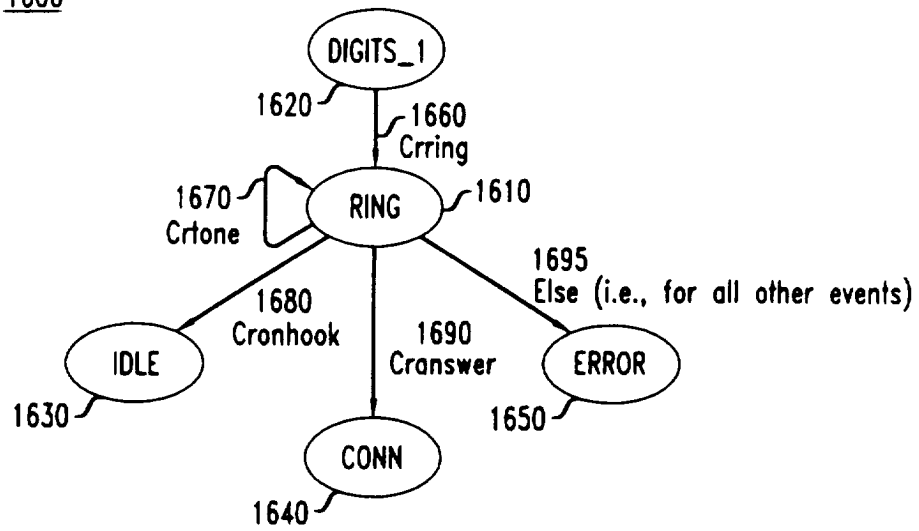 DIGITS_1
1620
1660
Crring
1670
Crtone
RING
1610
1680
Cronhook
1690
Cranswer
1695
Else (i.e., for all other events)
IDLE
1630
ERROR
1650
CONN
1640